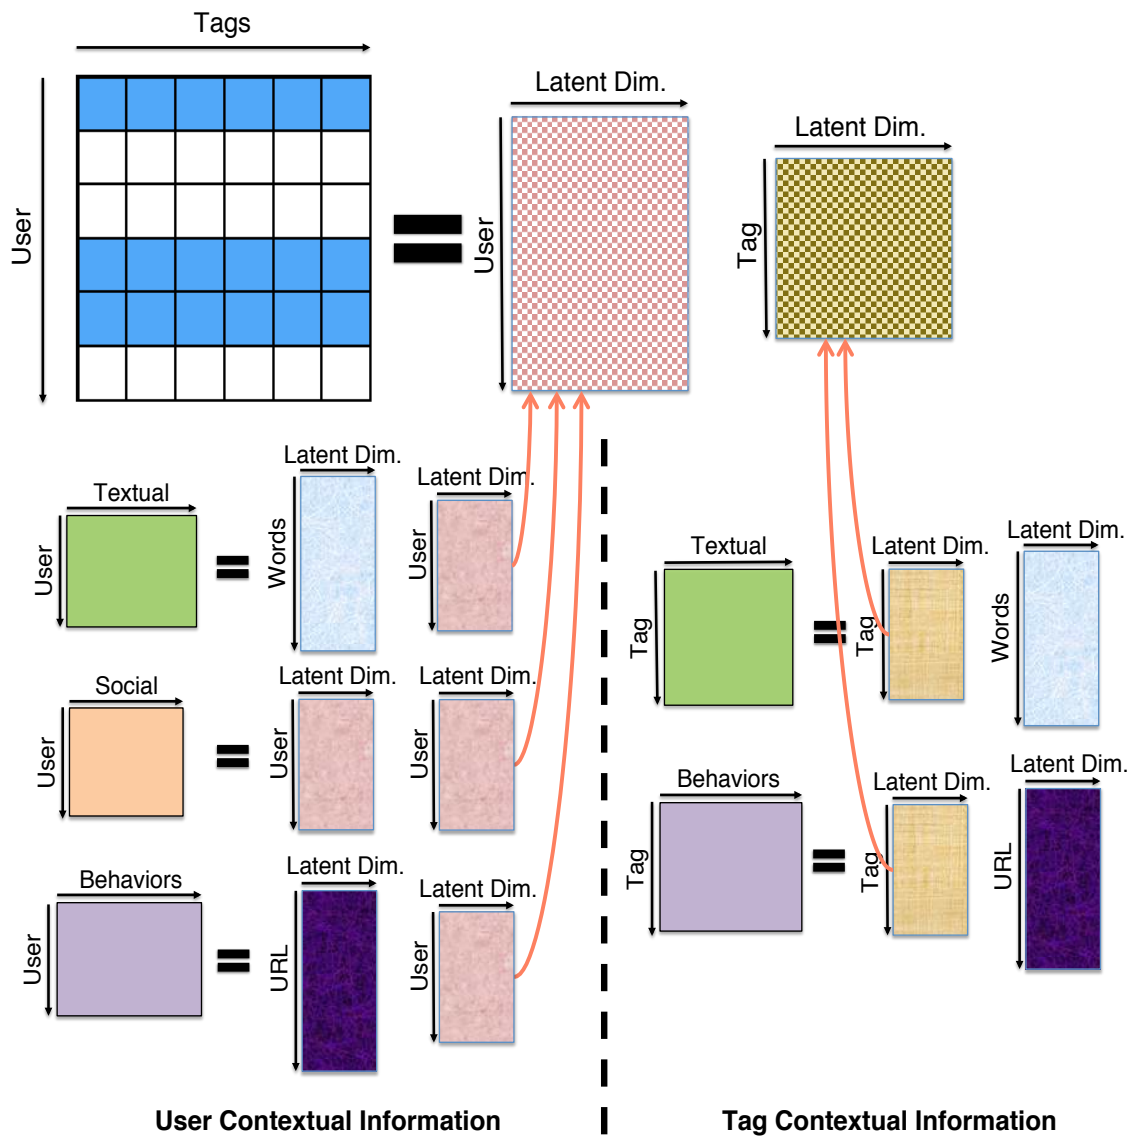 Tags
User
Latent Dim.
User
Latent Dim.
Tag
Textual
User
Latent Dim.
Words
Latent Dim.
User
Social
User
Latent Dim.
User
Latent Dim.
User
Behaviors
User
Latent Dim.
URL
Latent Dim.
User
Textual
Tag
Latent Dim.
Tag
Latent Dim.
Words
Behaviors
Tag
Latent Dim.
Tag
Latent Dim.
URL
User Contextual Information
Tag Contextual Information